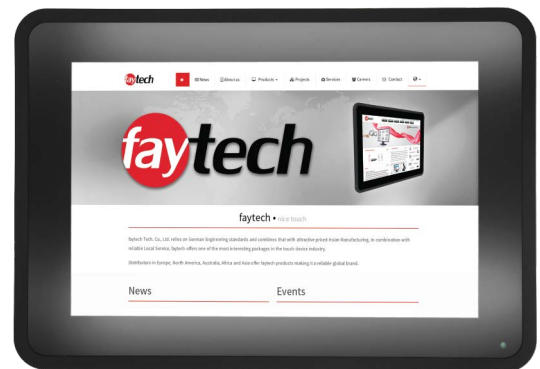 faytech
News
About us
Products
Projects
Services
Careers
Contact
faytech
faytech • nice touch
faytech Tech. Co., Ltd. relies on German Engineering standards and combines that with attractive priced Asian Manufacturing. In combination with
reliable Local Service, faytech offers one of the most interesting packages in the touch device industry.
Distributors in Europe, North America, Australia, Africa and Asia offer faytech products making it a reliable global brand.
News
Events